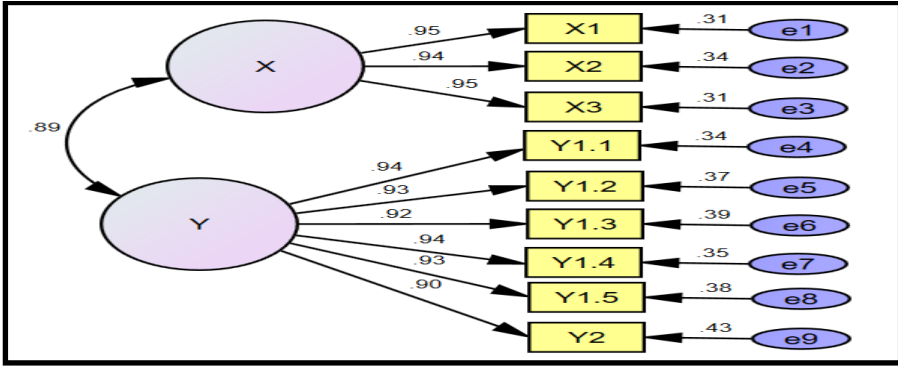 .95 X1 .31 e1
X .94 X2 .34 e2
.95 X3 .31 e3
.89 .94 Y1.1 .34 e4
.93 Y1.2 .37 e5
Y .92 Y1.3 .39 e6
.94 Y1.4 .35 e7
.93 Y1.5 .38 e8
.90 Y2 .43 e9